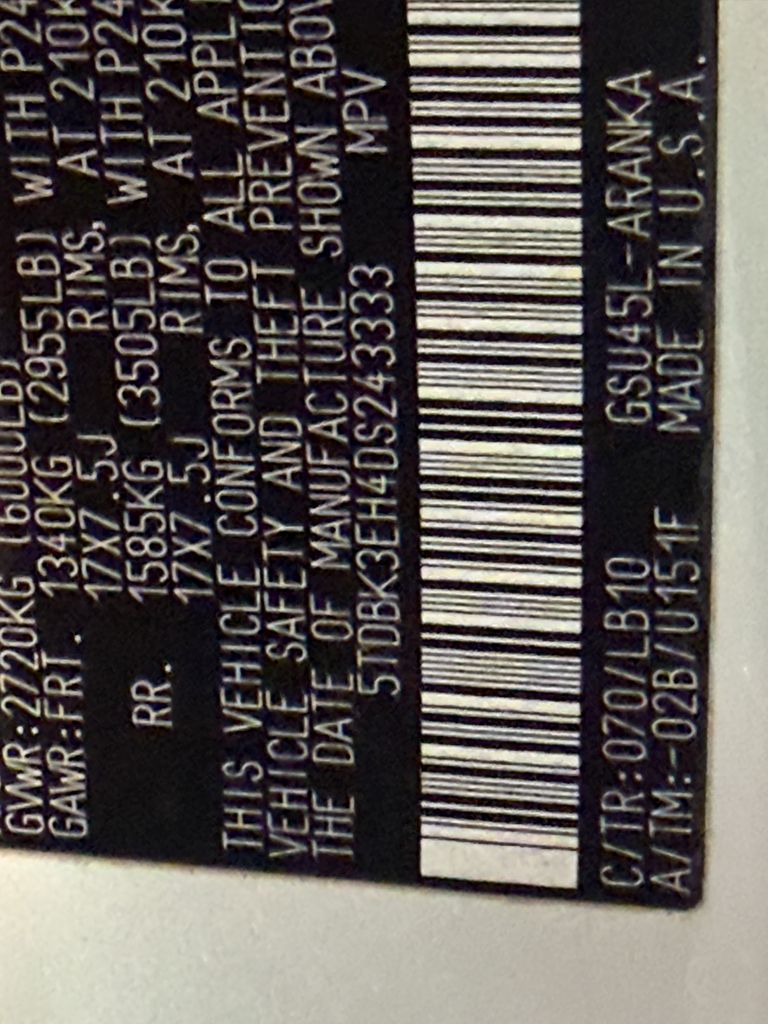 GVWR:2720KG (6000LB)
GAWR:FRT. 1340KG (2955LB) WITH P24
17X7.5J RIMS, AT 210K
RR. 1585KG (3505LB) WITH P24
17X7.5J RIMS, AT 210K
THIS VEHICLE CONFORMS TO ALL APPL
VEHICLE SAFETY AND THEFT PREVENTIO
THE DATE OF MANUFACTURE SHOWN ABOV
5TDBK3EH4DS243333 MPV
C/TR:070/LB10 GSU45L-ARANKA
A/TM:-02B/U151F MADE IN U.S.A.